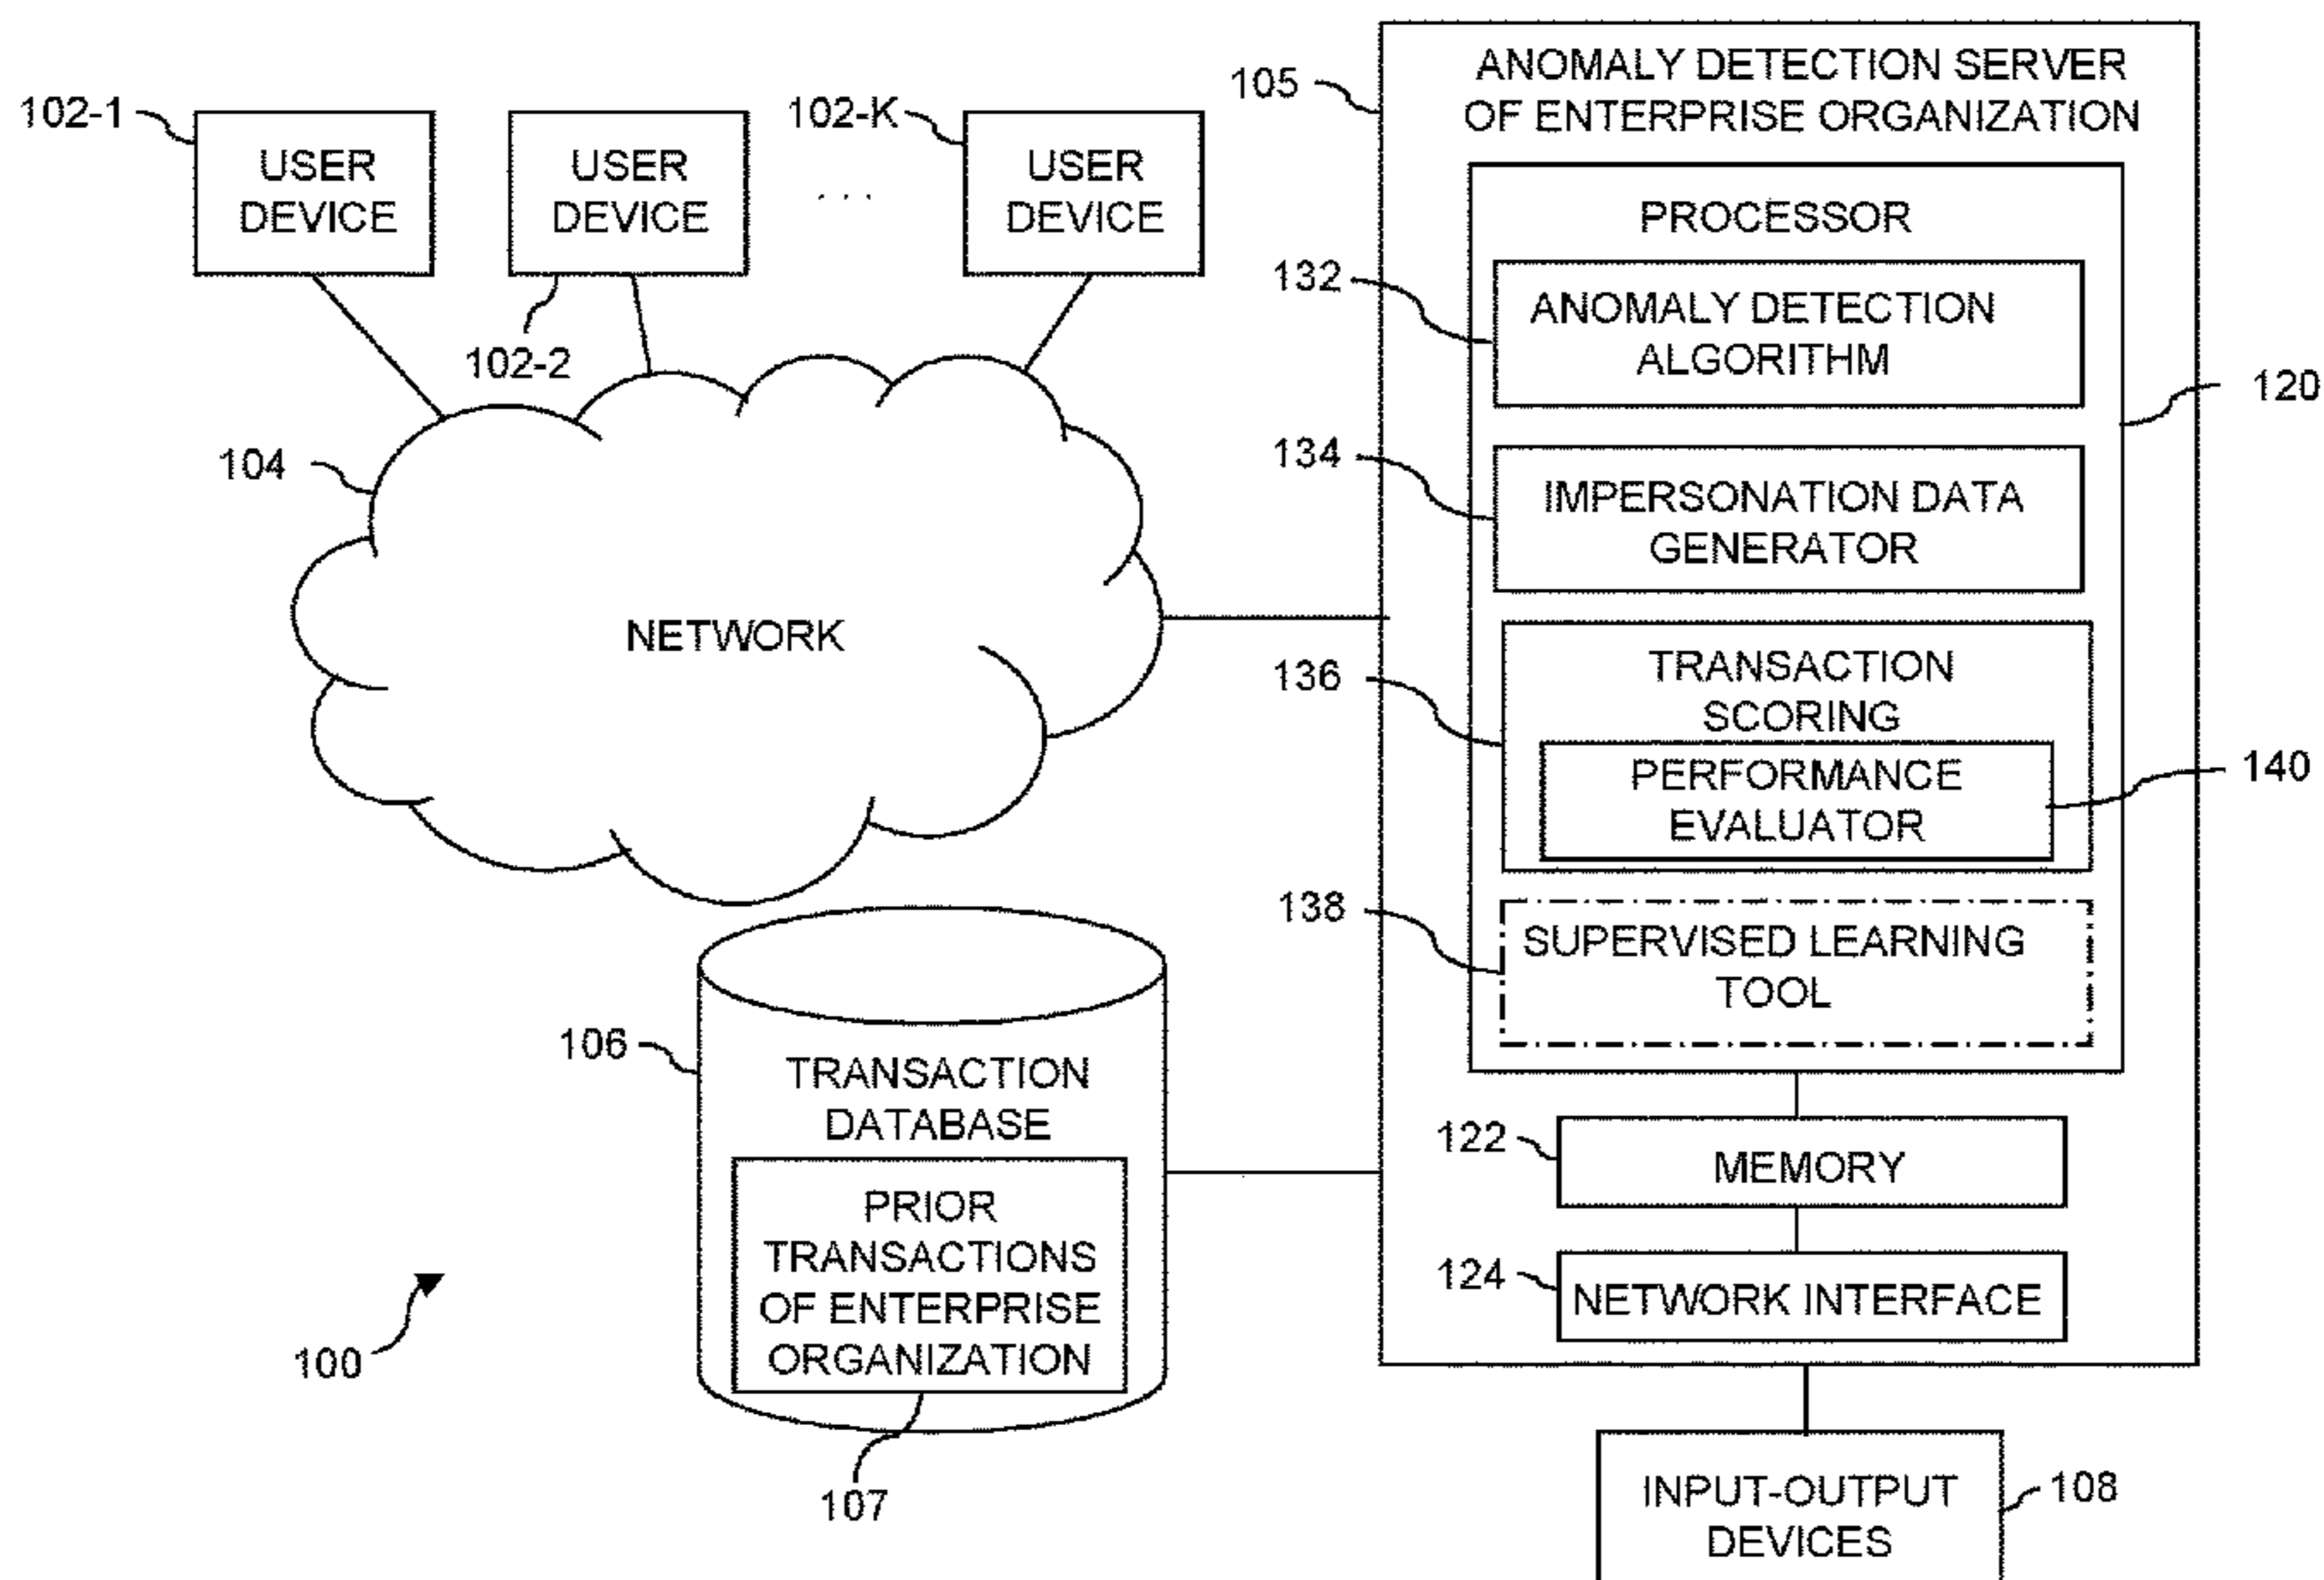 102-1
USER
DEVICE
USER
DEVICE
102-2
. . .
102-K
USER
DEVICE
104
NETWORK
106
TRANSACTION
DATABASE
PRIOR
TRANSACTIONS
OF ENTERPRISE
ORGANIZATION
107
100
105
ANOMALY DETECTION SERVER
OF ENTERPRISE ORGANIZATION
PROCESSOR
120
132
ANOMALY DETECTION
ALGORITHM
134
IMPERSONATION DATA
GENERATOR
136
TRANSACTION
SCORING
PERFORMANCE
EVALUATOR
140
138
SUPERVISED LEARNING
TOOL
122
MEMORY
124
NETWORK INTERFACE
INPUT-OUTPUT
DEVICES
108